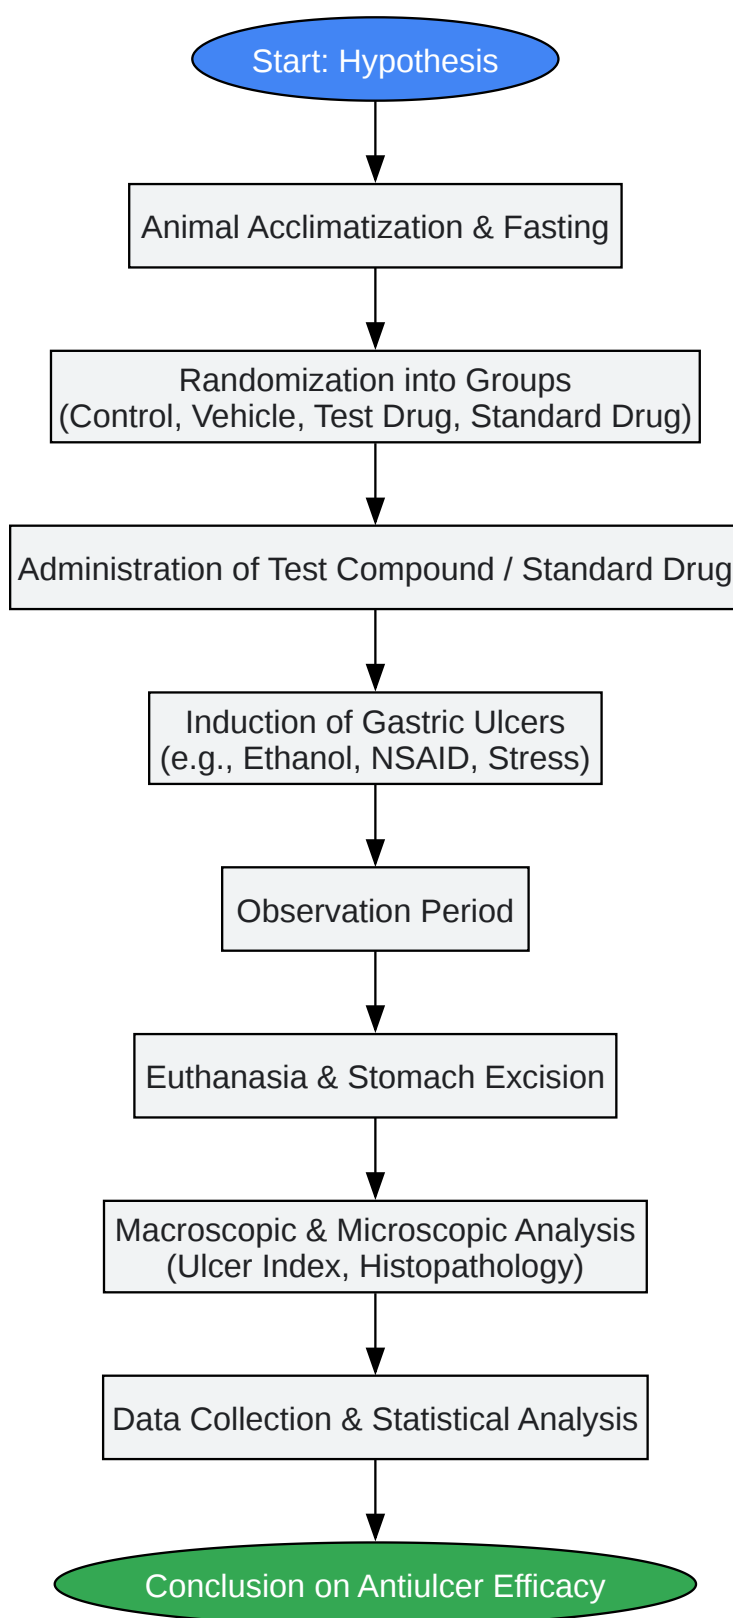 Start: Hypothesis
Animal Acclimatization & Fasting
Randomization into Groups
(Control, Vehicle, Test Drug, Standard Drug)
Administration of Test Compound / Standard Drug
Induction of Gastric Ulcers
(e.g., Ethanol, NSAID, Stress)
Observation Period
Euthanasia & Stomach Excision
Macroscopic & Microscopic Analysis
(Ulcer Index, Histopathology)
Data Collection & Statistical Analysis
Conclusion on Antiulcer Efficacy